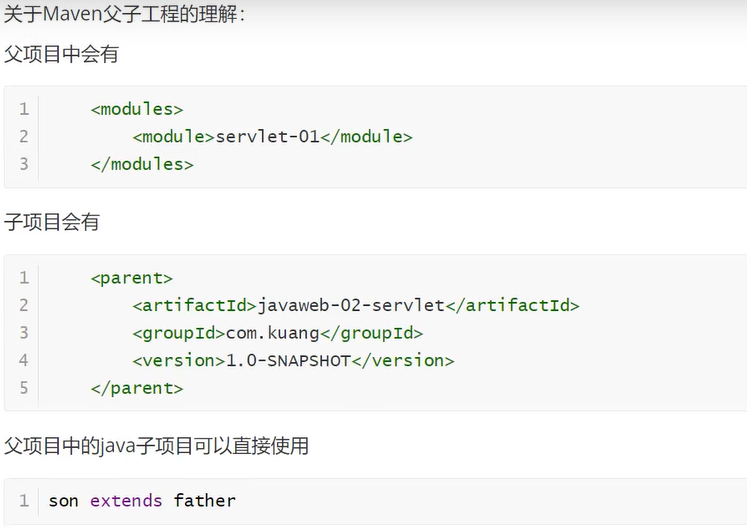 关于Maven父子工程的理解：
父项目中会有
1 <modules>
2 <module>servlet-01</module>
3 </modules>
子项目会有
1 <parent>
2 <artifactId>javaweb-02-servlet</artifactId>
3 <groupId>com.kuang</groupId>
4 <version>1.0-SNAPSHOT</version>
5 </parent>
父项目中的java子项目可以直接使用
1 son extends father